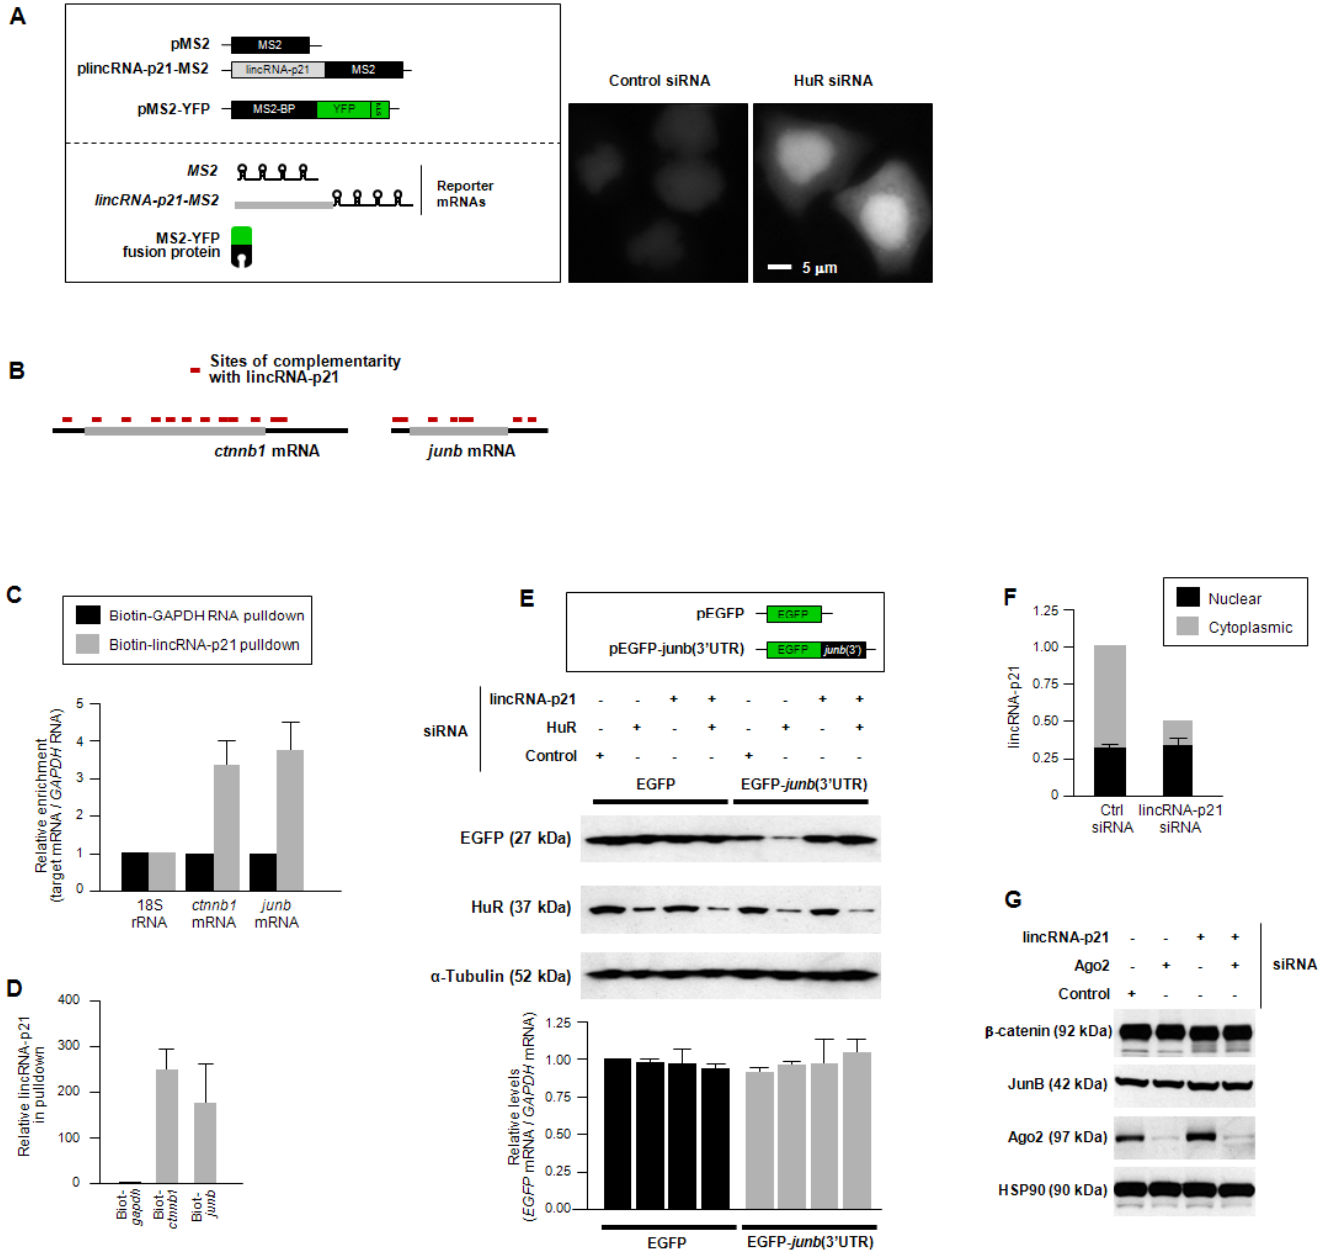 A
pMS2
MS2
plincRNA-p21-MS2
lincRNA-p21
MS2
pMS2-YFP
MS2-BP
YFP
NLS
MS2
lincRNA-p21-MS2
Reporter
mRNAs
MS2-YFP
fusion protein
Control siRNA
HuR siRNA
5 μm
B
Sites of complementarity
with lincRNA-p21
ctnnb1 mRNA
junb mRNA
C
Biotin-GAPDH RNA pulldown
Biotin-lincRNA-p21 pulldown
Relative enrichment
(target mRNA / GAPDH RNA)
5
4
3
2
1
0
18S
rRNA
ctnnb1
mRNA
junb
mRNA
D
Relative lincRNA-p21
in pulldown
400
300
200
100
0
Biot-
gapdh
Biot-
ctnnb1
Biot-
junb
E
pEGFP
EGFP
pEGFP-junb(3'UTR)
EGFP
junb(3')
siRNA
lincRNA-p21 - - + + - - + +
HuR - + - + - + - +
Control + - - - + - - -
EGFP
EGFP-junb(3'UTR)
EGFP (27 kDa)
HuR (37 kDa)
α-Tubulin (52 kDa)
Relative levels
(EGFP mRNA / GAPDH mRNA)
1.25
1.00
0.75
0.50
0.25
0.00
EGFP
EGFP-junb(3'UTR)
F
Nuclear
Cytoplasmic
lincRNA-p21
1.25
1.00
0.75
0.50
0.25
0
Ctrl
siRNA
lincRNA-p21
siRNA
G
lincRNA-p21 - - + +
Ago2 - + - +
Control + - - -
siRNA
β-catenin (92 kDa)
JunB (42 kDa)
Ago2 (97 kDa)
HSP90 (90 kDa)